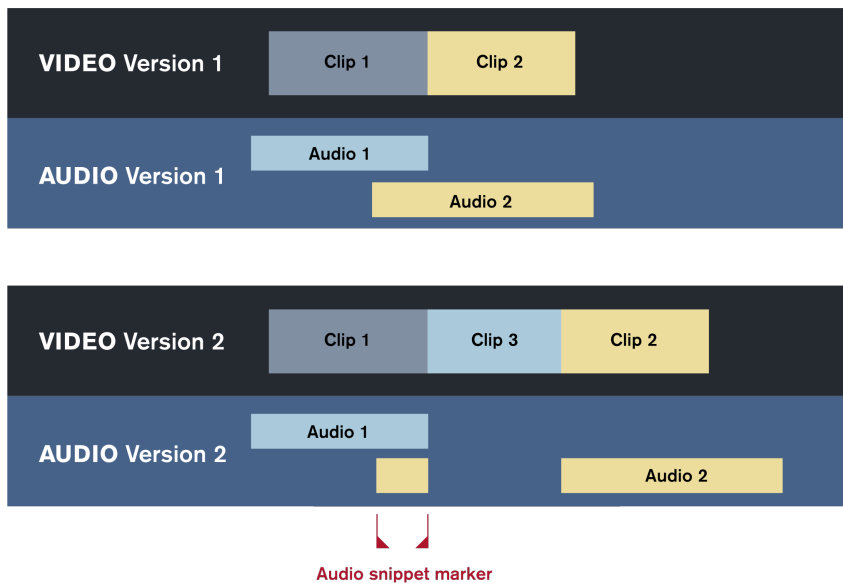 VIDEO Version 1
Clip 1
Clip 2
AUDIO Version 1
Audio 1
Audio 2
VIDEO Version 2
Clip 1
Clip 3
Clip 2
AUDIO Version 2
Audio 1
Audio 2
Audio snippet marker